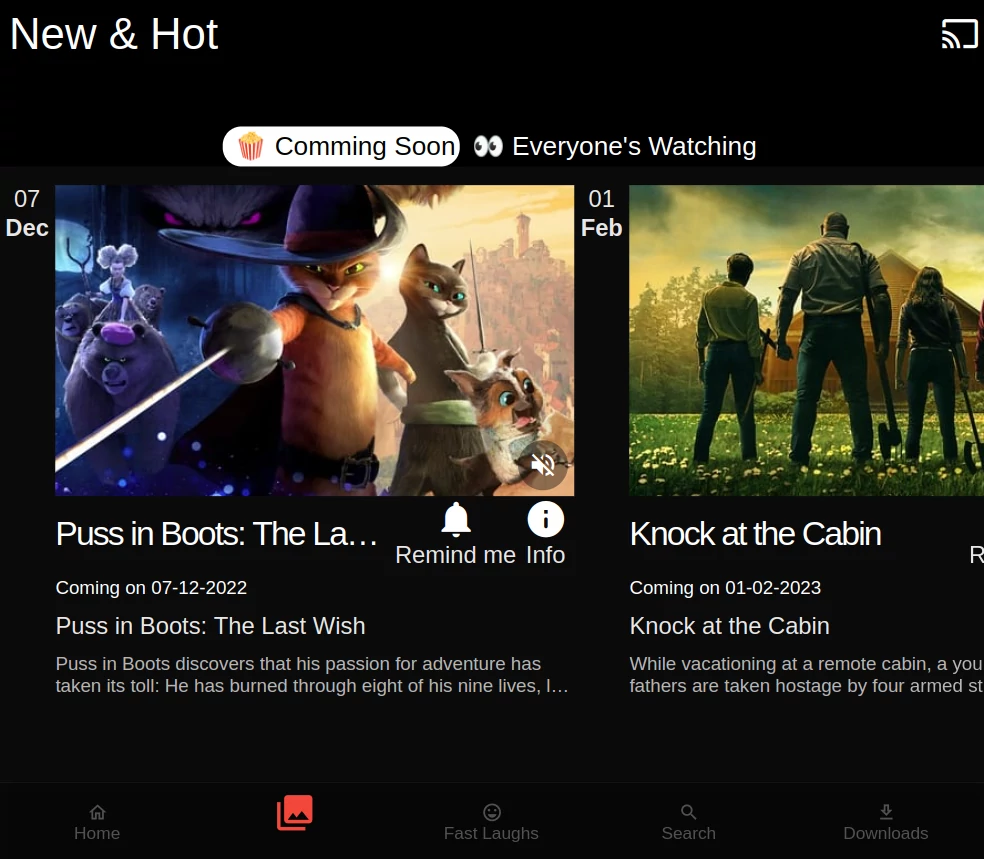 New & Hot
🍿 Comming Soon
👀 Everyone's Watching
07
Dec
01
Feb
Puss in Boots: The La...
Remind me
Info
Coming on 07-12-2022
Puss in Boots: The Last Wish
Puss in Boots discovers that his passion for adventure has
taken its toll: He has burned through eight of his nine lives, l...
Knock at the Cabin
R
Coming on 01-02-2023
Knock at the Cabin
While vacationing at a remote cabin, a you
fathers are taken hostage by four armed st
Home
Fast Laughs
Search
Downloads